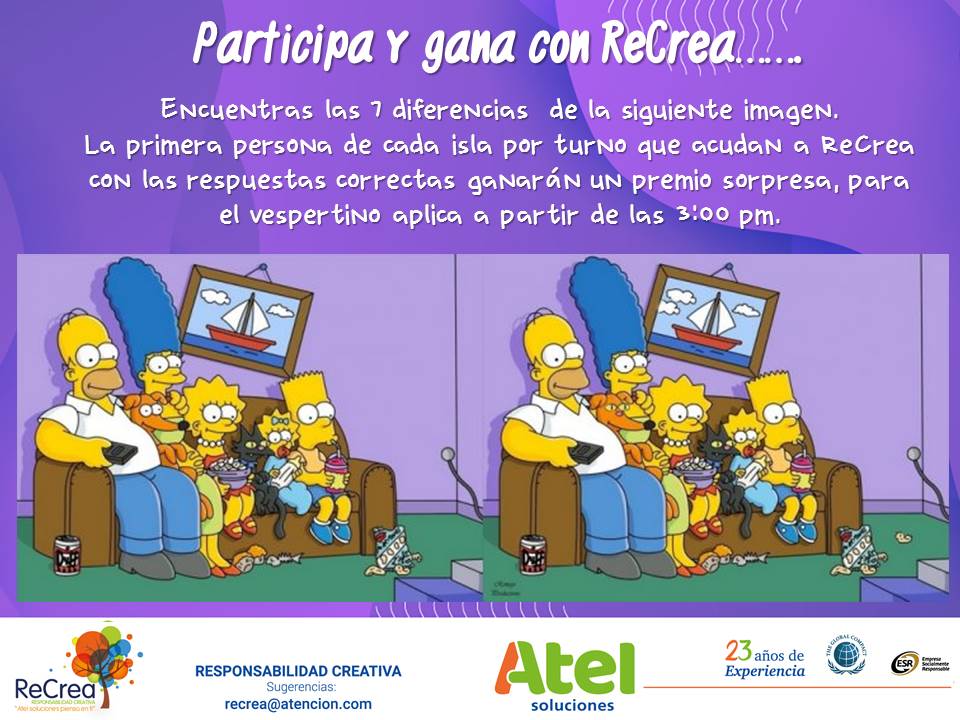 Participa y gana con ReCrea.......
Encuentras las 7 diferencias de la siguiente imagen.
La primera persona de cada isla por turno que acudan a ReCrea
con las respuestas correctas ganarán un premio sorpresa, para
el vespertino aplica a partir de las 3:00 pm.
Duff
Duff
Romeyo
Productions
ReCrea
RESPONSABILIDAD CREATIVA
"Atel soluciones piensa en ti"
RESPONSABILIDAD CREATIVA
Sugerencias:
recrea@atencion.com
Atel
soluciones
23 años de
Experiencia
THE GLOBAL COMPACT
ESR
Empresa
Socialmente
Responsable